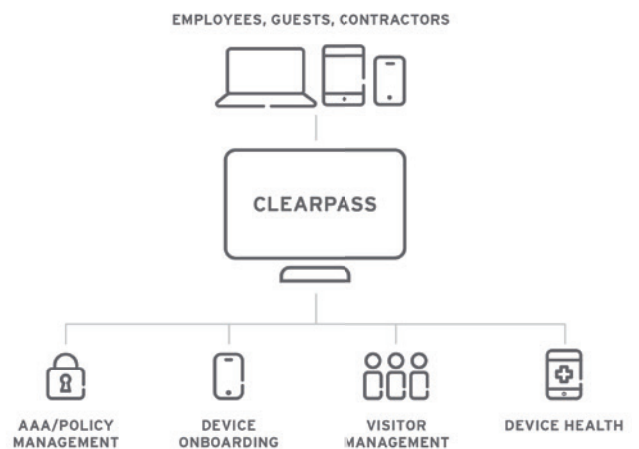 EMPLOYEES, GUESTS, CONTRACTORS
CLEARPASS
AAA/POLICY
MANAGEMENT
DEVICE
ONBOARDING
VISITOR
MANAGEMENT
DEVICE HEALTH